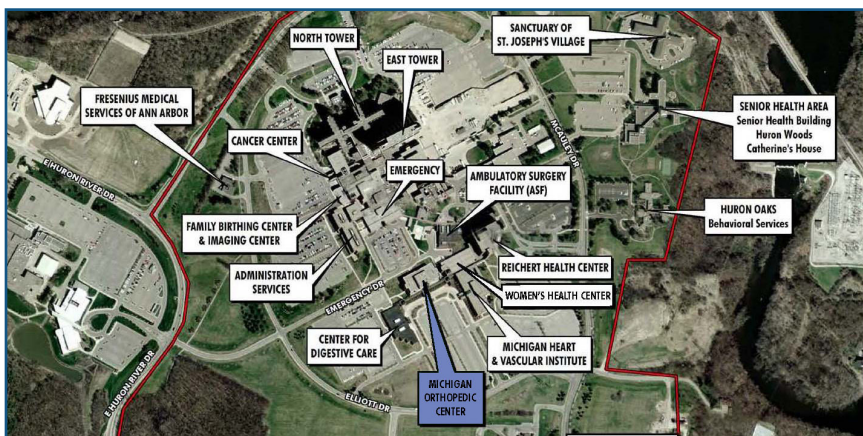 NORTH TOWER
EAST TOWER
SANCTUARY OF
ST. JOSEPH'S VILLAGE
FRESENIUS MEDICAL
SERVICES OF ANN ARBOR
SENIOR HEALTH AREA
Senior Health Building
Huron Woods
Catherine's House
MCAULEY DR
CANCER CENTER
E HURON RIVER DR
EMERGENCY
AMBULATORY SURGERY
FACILITY (ASF)
HURON OAKS
Behavioral Services
FAMILY BIRTHING CENTER
& IMAGING CENTER
ADMINISTRATION
SERVICES
REICHERT HEALTH CENTER
EMERGENCY DR
WOMEN'S HEALTH CENTER
CENTER FOR
DIGESTIVE CARE
MICHIGAN HEART
& VASCULAR INSTITUTE
MICHIGAN
ORTHOPEDIC
CENTER
E HURON RIVER DR
ELLIOTT DR